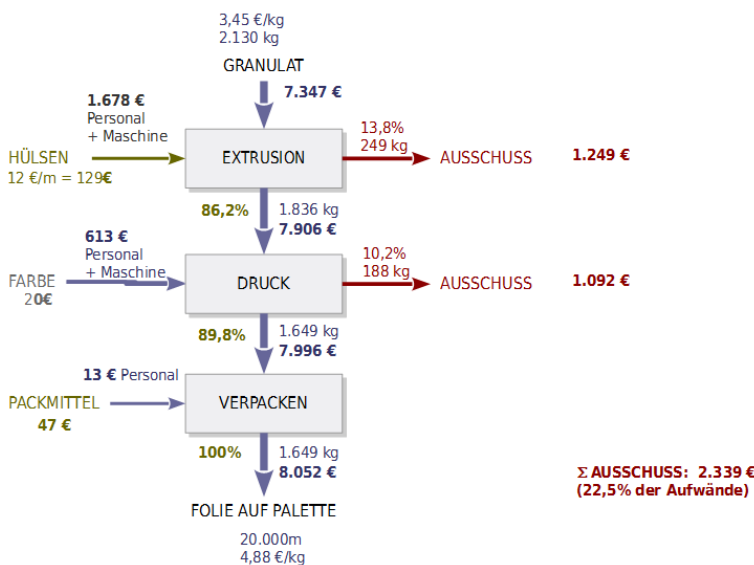 3,45 €/kg
2.130 kg
GRANULAT
7.347 €
1.678 €
Personal
+ Maschine
HÜLSEN
12 €/m = 129€
EXTRUSION
13,8%
249 kg
AUSSCHUSS
1.249 €
86,2%
1.836 kg
7.906 €
613 €
Personal
+ Maschine
FARBE
20€
DRUCK
10,2%
188 kg
AUSSCHUSS
1.092 €
89,8%
1.649 kg
7.996 €
13 € Personal
PACKMITTEL
47 €
VERPACKEN
100%
1.649 kg
8.052 €
FOLIE AUF PALETTE
20.000m
4,88 €/kg
Σ AUSSCHUSS: 2.339 €
(22,5% der Aufwände)